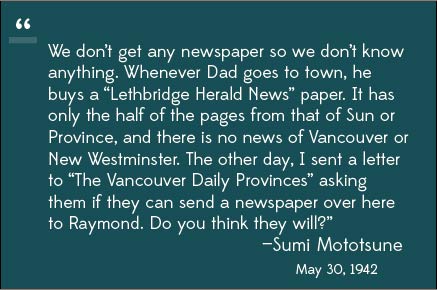 “
We don’t get any newspaper so we don’t know
anything. Whenever Dad goes to town, he
buys a “Lethbridge Herald News” paper. It has
only the half of the pages from that of Sun or
Province, and there is no news of Vancouver or
New Westminster. The other day, I sent a letter
to “The Vancouver Daily Provinces” asking
them if they can send a newspaper over here
to Raymond. Do you think they will?”
–Sumi Mototsune
May 30, 1942